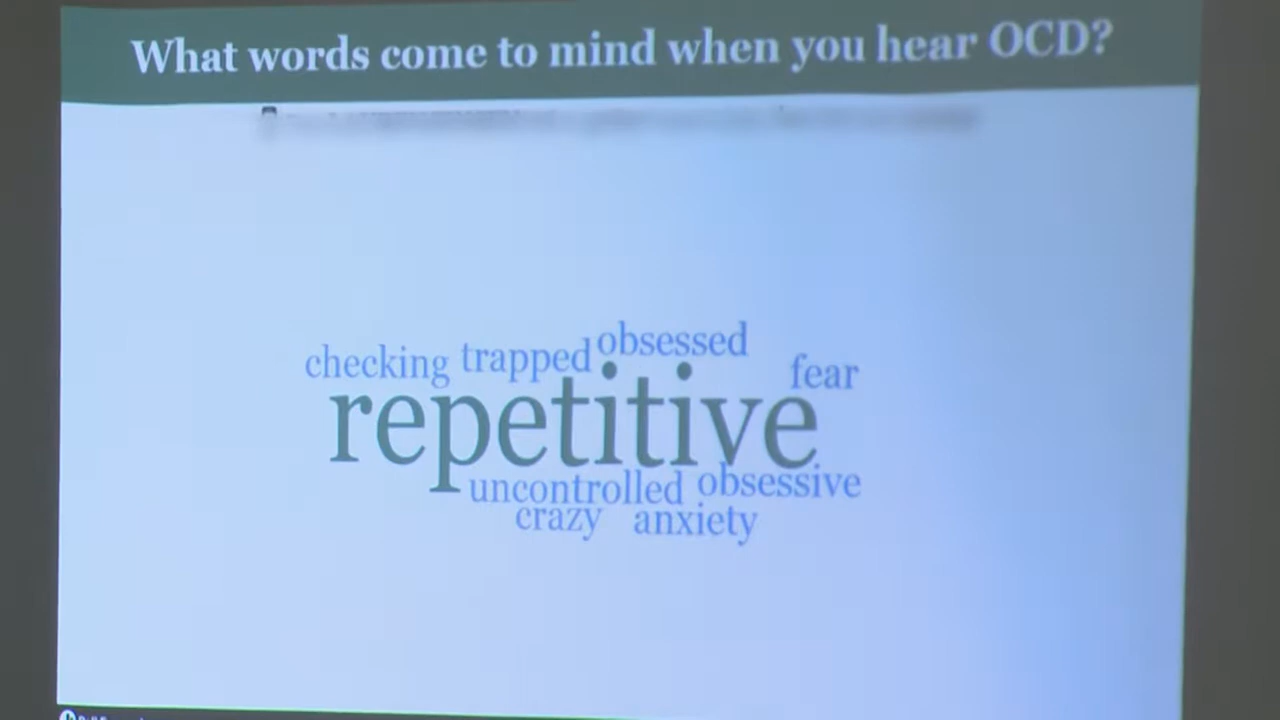 What words come to mind when you hear OCD?
checking trapped obsessed fear
repetitive
uncontrolled obsessive
crazy anxiety